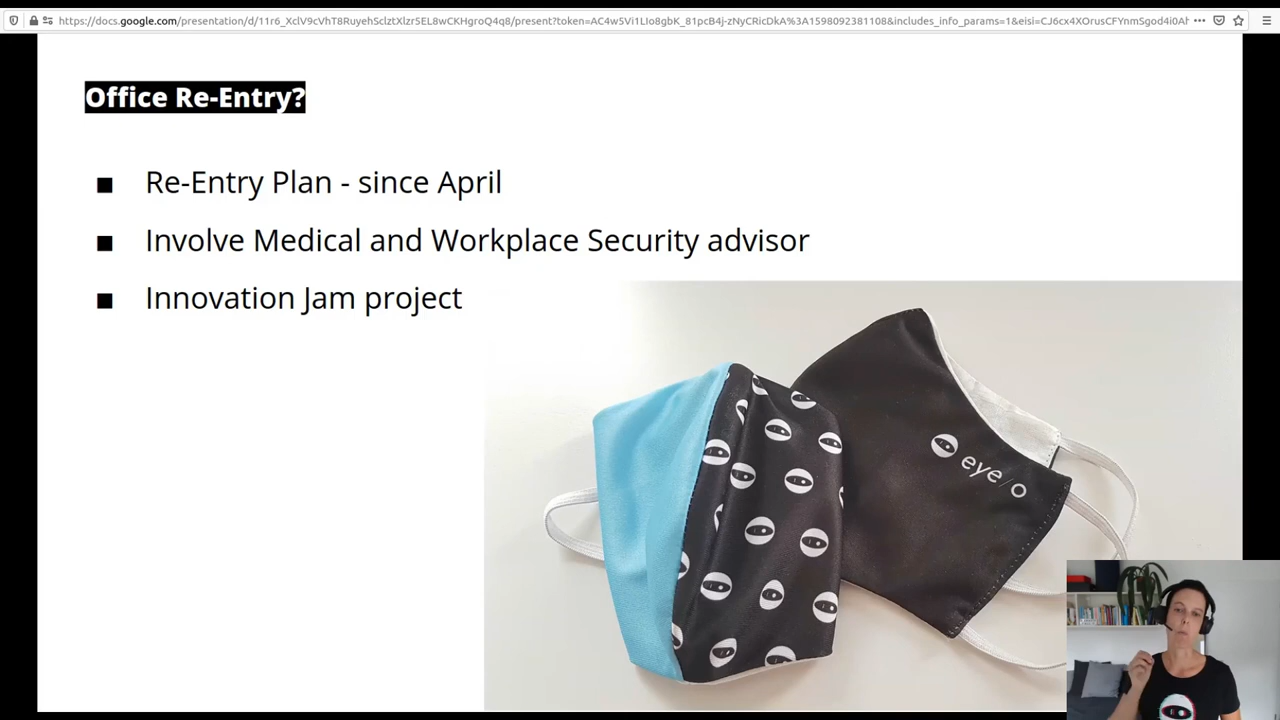 Office Re-Entry?
■ Re-Entry Plan - since April
■ Involve Medical and Workplace Security advisor
■ Innovation Jam project
eye/o